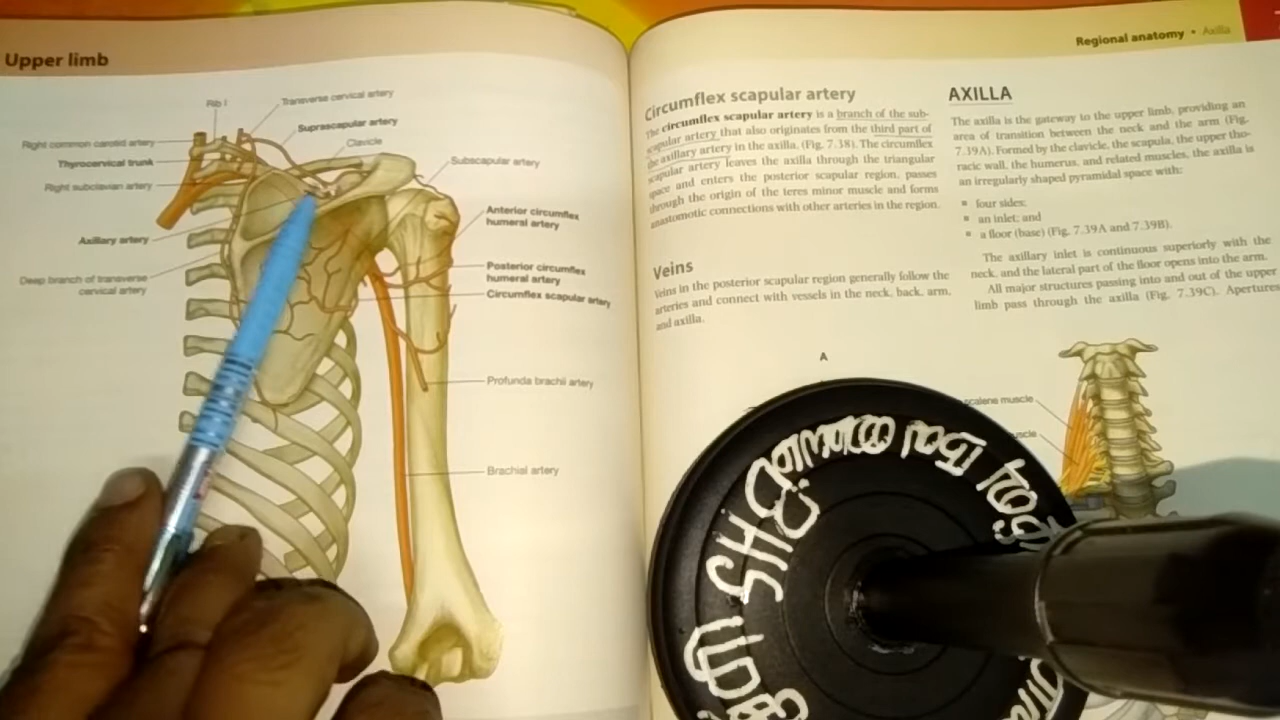 Upper limb
Rib I
Transverse cervical artery
Suprascapular artery
Right common carotid artery
Clavicle
Thyrocervical trunk
Subscapular artery
Right subclavian artery
Anterior circumflex
humeral artery
Axillary artery
Posterior circumflex
humeral artery
Deep branch of transverse
cervical artery
Circumflex scapular artery
Profunda brachii artery
Brachial artery
Regional anatomy • Axilla
Circumflex scapular artery
The circumflex scapular artery is a branch of the sub-
scapular artery that also originates from the third part of
the axillary artery in the axilla, (Fig. 7.38). The circumflex
scapular artery leaves the axilla through the triangular
space and enters the posterior scapular region, passes
through the origin of the teres minor muscle and forms
anastomotic connections with other arteries in the region.
Veins
Veins in the posterior scapular region generally follow the
arteries and connect with vessels in the neck, back, arm,
and axilla.
A
AXILLA
The axilla is the gateway to the upper limb, providing an
area of transition between the neck and the arm (Fig.
7.39A). Formed by the clavicle, the scapula, the upper tho-
racic wall, the humerus, and related muscles, the axilla is
an irregularly shaped pyramidal space with:
▪ four sides;
▪ an inlet; and
▪ a floor (base) (Fig. 7.39A and 7.39B).
The axillary inlet is continuous superiorly with the
neck, and the lateral part of the floor opens into the arm.
All major structures passing into and out of the upper
limb pass through the axilla (Fig. 7.39C). Apertures
scalene muscle